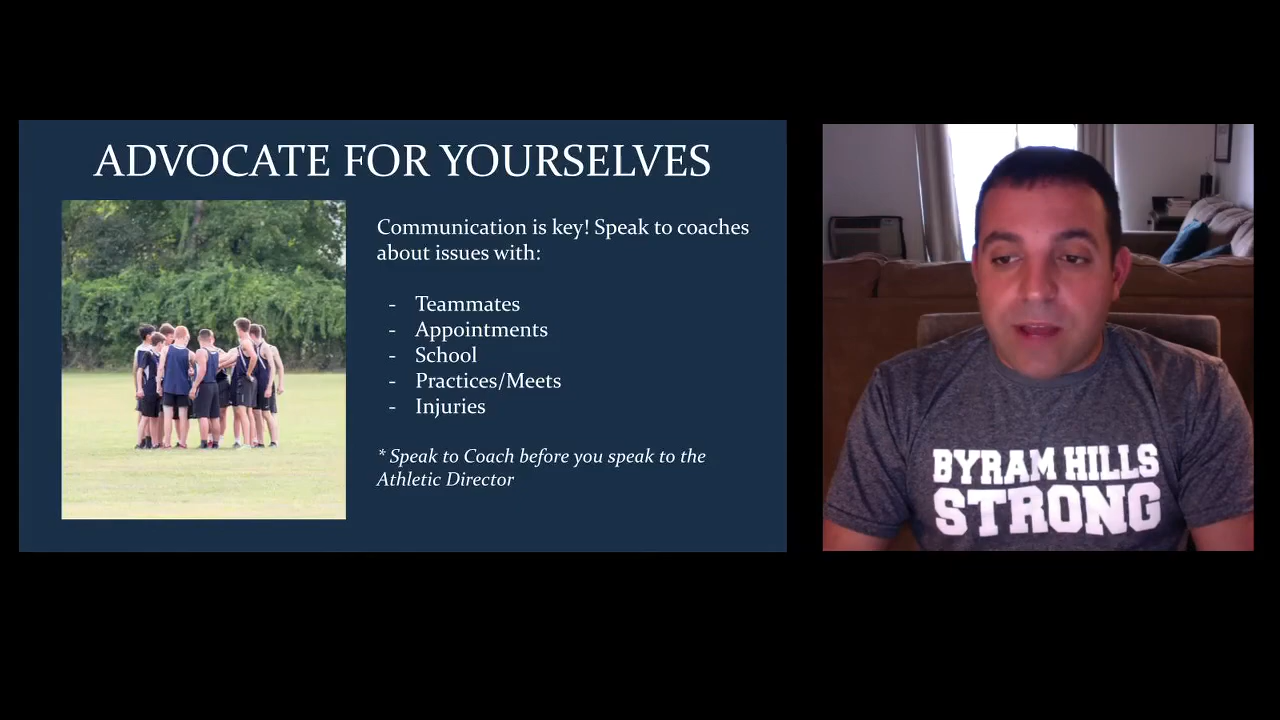 ADVOCATE FOR YOURSELVES
Communication is key! Speak to coaches
about issues with:
- Teammates
- Appointments
- School
- Practices/Meets
- Injuries
* Speak to Coach before you speak to the
Athletic Director
BYRAM HILLS
STRONG